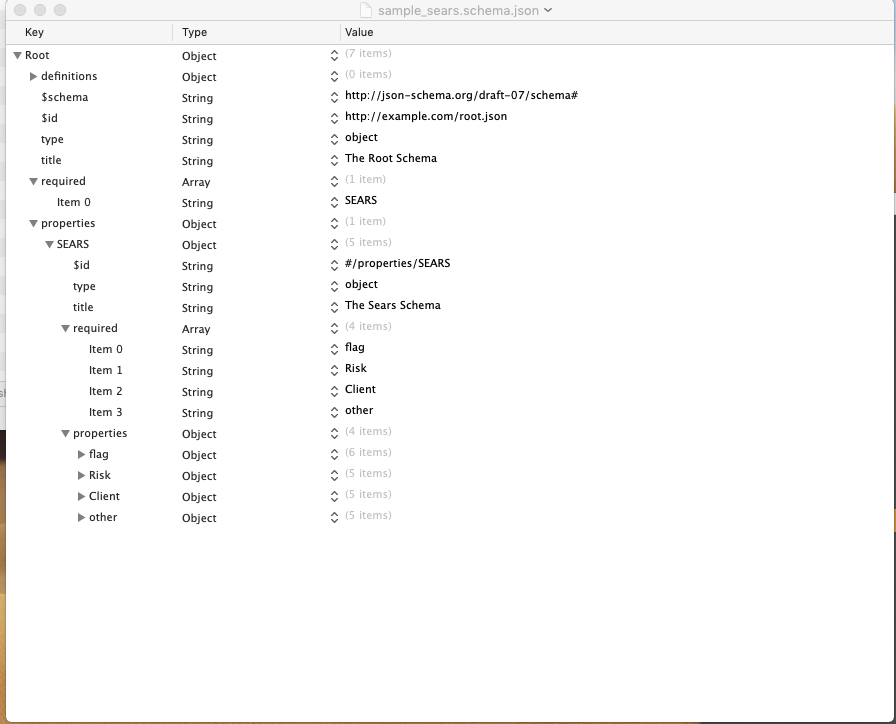 sample_sears.schema.json
Key Type Value
Root Object (7 items)
definitions Object (0 items)
$schema String http://json-schema.org/draft-07/schema#
$id String http://example.com/root.json
type String object
title String The Root Schema
required Array (1 item)
Item 0 String SEARS
properties Object (1 item)
SEARS Object (5 items)
$id String #/properties/SEARS
type String object
title String The Sears Schema
required Array (4 items)
Item 0 String flag
Item 1 String Risk
Item 2 String Client
Item 3 String other
properties Object (4 items)
flag Object (6 items)
Risk Object (5 items)
Client Object (5 items)
other Object (5 items)